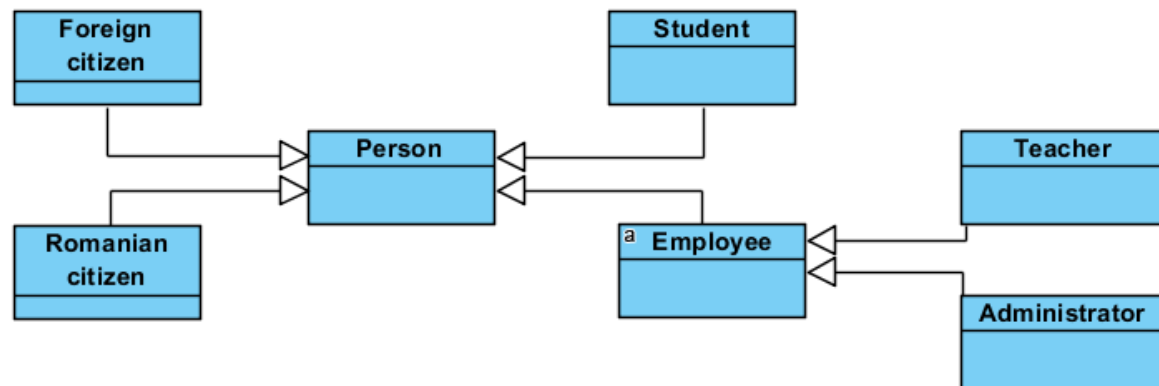 Foreign
citizen
Student
Person
Teacher
Romanian
citizen
a Employee
Administrator